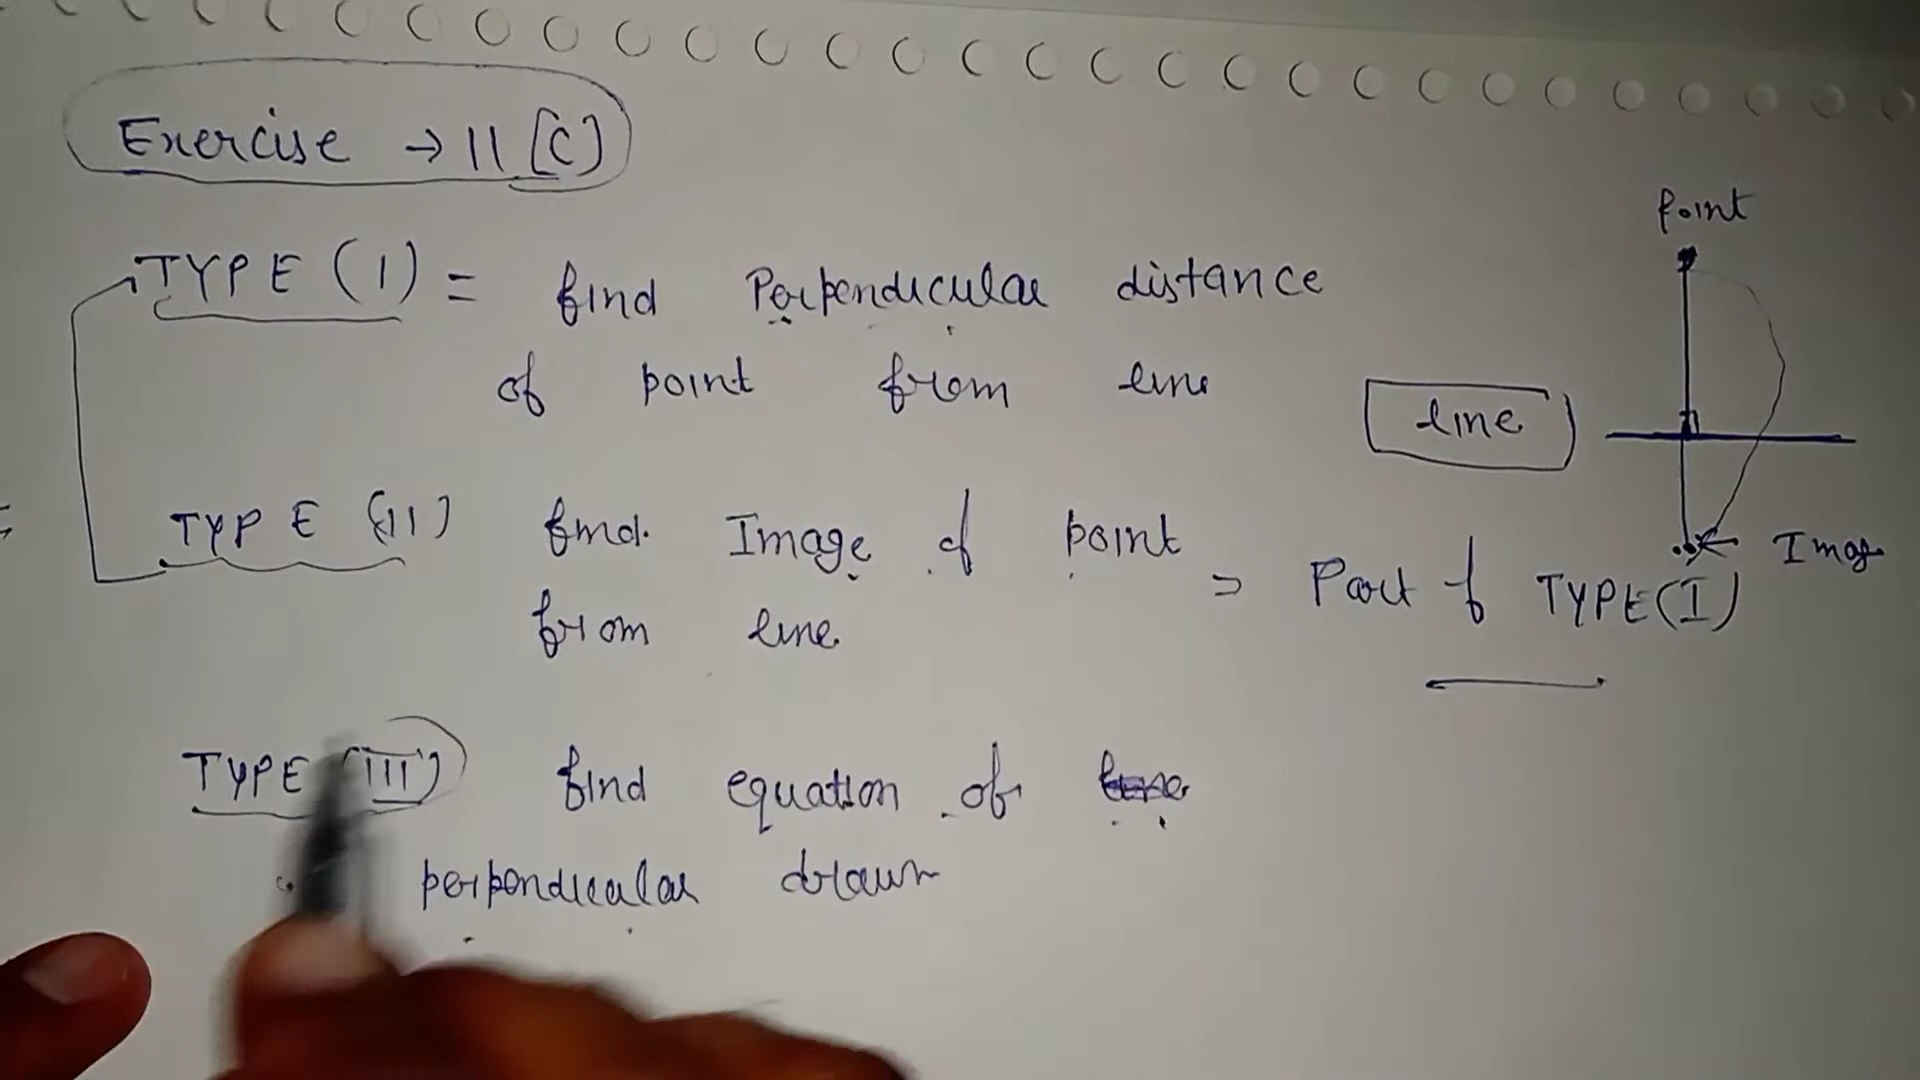 Exercise → 11 [C]
TYPE (I) = find Perpendicular distance
of point from line
Point
line
TYPE (II) find Image of point
from line
= Part of TYPE (I)
Image
TYPE (III) find equation of
perpendicular drawn